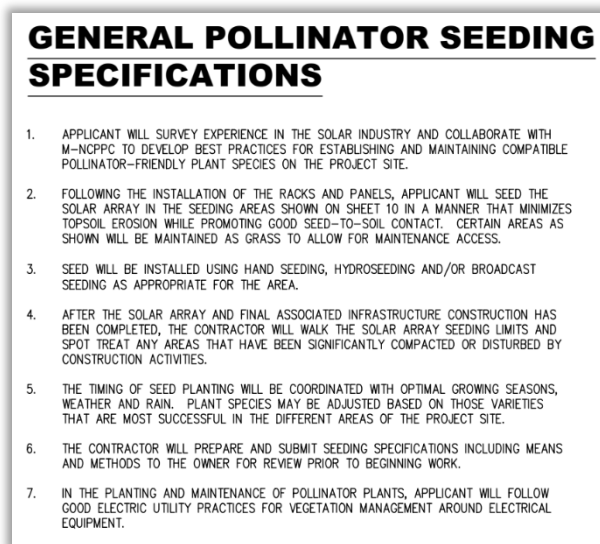 GENERAL POLLINATOR SEEDING
SPECIFICATIONS
1. APPLICANT WILL SURVEY EXPERIENCE IN THE SOLAR INDUSTRY AND COLLABORATE WITH
M-NCPPC TO DEVELOP BEST PRACTICES FOR ESTABLISHING AND MAINTAINING COMPATIBLE
POLLINATOR-FRIENDLY PLANT SPECIES ON THE PROJECT SITE.
2. FOLLOWING THE INSTALLATION OF THE RACKS AND PANELS, APPLICANT WILL SEED THE
SOLAR ARRAY IN THE SEEDING AREAS SHOWN ON SHEET 10 IN A MANNER THAT MINIMIZES
TOPSOIL EROSION WHILE PROMOTING GOOD SEED-TO-SOIL CONTACT. CERTAIN AREAS AS
SHOWN WILL BE MAINTAINED AS GRASS TO ALLOW FOR MAINTENANCE ACCESS.
3. SEED WILL BE INSTALLED USING HAND SEEDING, HYDROSEEDING AND/OR BROADCAST
SEEDING AS APPROPRIATE FOR THE AREA.
4. AFTER THE SOLAR ARRAY AND FINAL ASSOCIATED INFRASTRUCTURE CONSTRUCTION HAS
BEEN COMPLETED, THE CONTRACTOR WILL WALK THE SOLAR ARRAY SEEDING LIMITS AND
SPOT TREAT ANY AREAS THAT HAVE BEEN SIGNIFICANTLY COMPACTED OR DISTURBED BY
CONSTRUCTION ACTIVITIES.
5. THE TIMING OF SEED PLANTING WILL BE COORDINATED WITH OPTIMAL GROWING SEASONS,
WEATHER AND RAIN. PLANT SPECIES MAY BE ADJUSTED BASED ON THOSE VARIETIES
THAT ARE MOST SUCCESSFUL IN THE DIFFERENT AREAS OF THE PROJECT SITE.
6. THE CONTRACTOR WILL PREPARE AND SUBMIT SEEDING SPECIFICATIONS INCLUDING MEANS
AND METHODS TO THE OWNER FOR REVIEW PRIOR TO BEGINNING WORK.
7. IN THE PLANTING AND MAINTENANCE OF POLLINATOR PLANTS, APPLICANT WILL FOLLOW
GOOD ELECTRIC UTILITY PRACTICES FOR VEGETATION MANAGEMENT AROUND ELECTRICAL
EQUIPMENT.